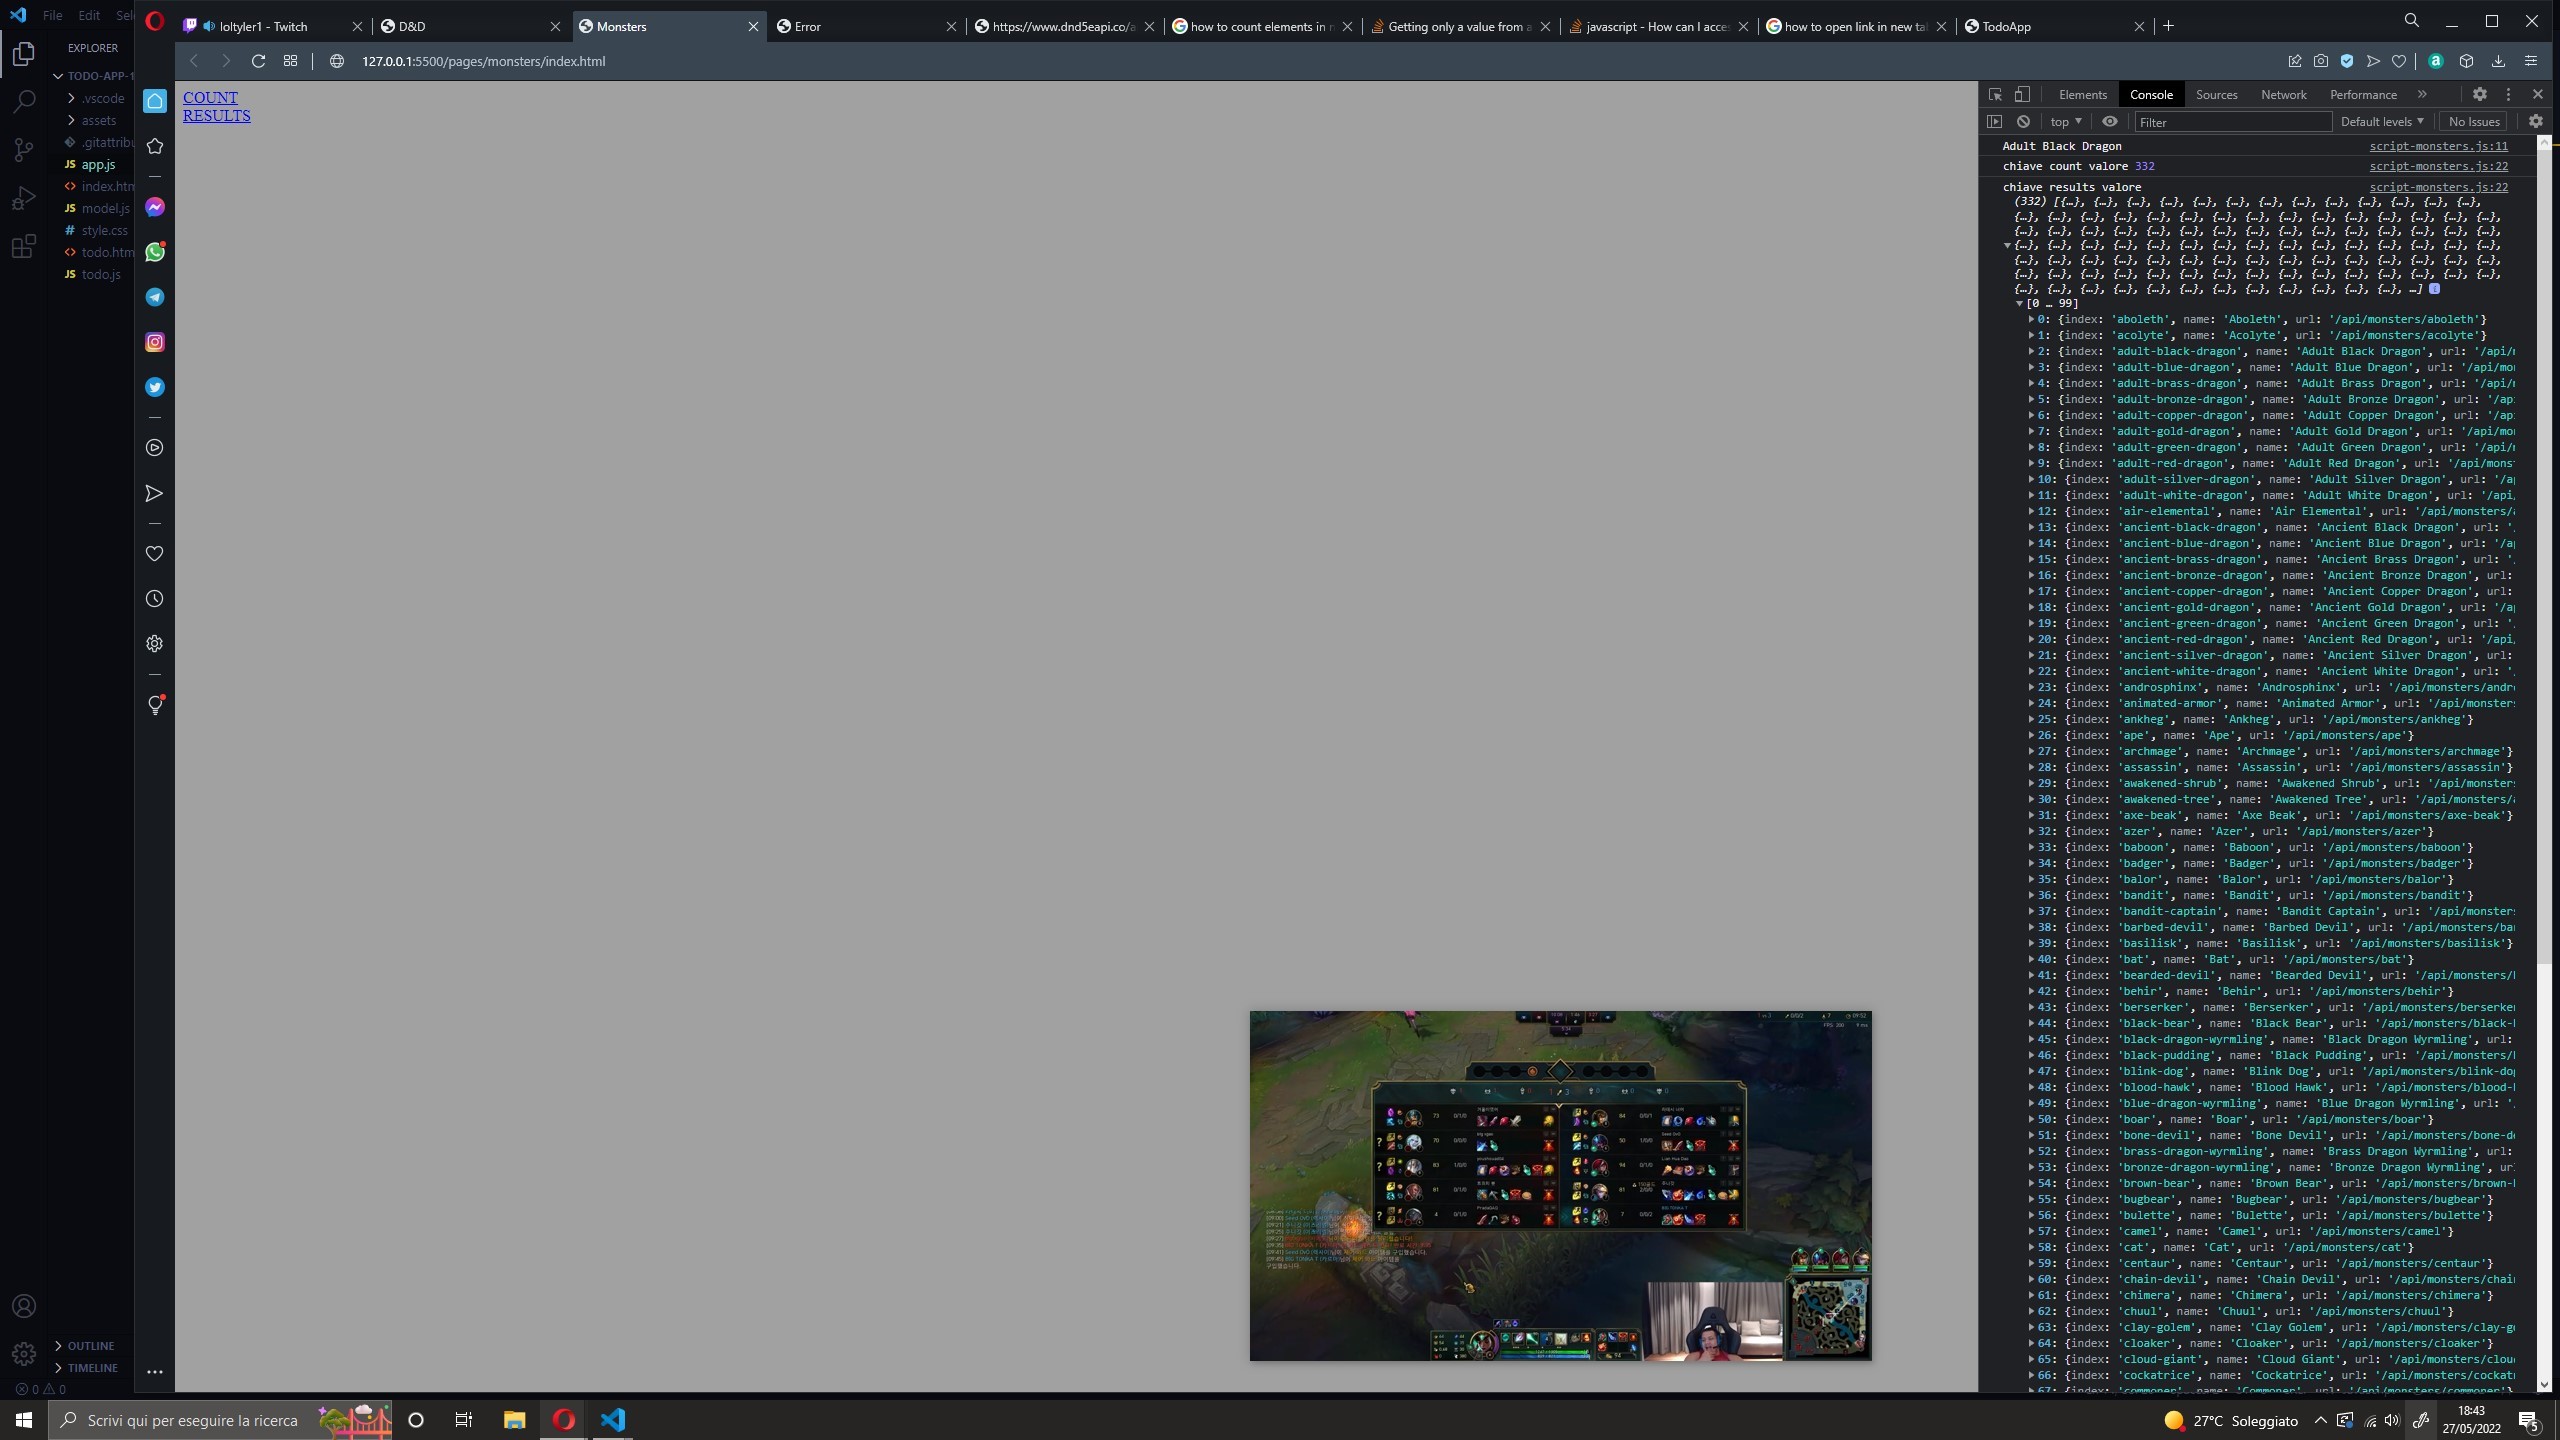 File Edit Sele
loltyler1 - Twitch
D&D
Monsters
Error
https://www.dnd5eapi.co/a
how to count elements in n
Getting only a value from a
javascript - How can I acces
how to open link in new tab
TodoApp
127.0.0.1:5500/pages/monsters/index.html
EXPLORER
TODO-APP-1
.vscode
assets
.gitattribu
JS app.js
index.htm
JS model.js
# style.css
todo.htm
JS todo.js
OUTLINE
TIMELINE
0 0
COUNT
RESULTS
Elements Console Sources Network Performance
top Filter Default levels No Issues
Adult Black Dragon script-monsters.js:11
chiave count valore 332 script-monsters.js:22
chiave results valore script-monsters.js:22
(332) [{…}, {…}, {…}, {…}, {…}, {…}, {…}, {…}, {…}, {…}, {…}, {…}, {…},
{…}, {…}, {…}, {…}, {…}, {…}, {…}, {…}, {…}, {…}, {…}, {…}, {…}, {…}, {…},
{…}, {…}, {…}, {…}, {…}, {…}, {…}, {…}, {…}, {…}, {…}, {…}, {…}, {…}, {…},
{…}, {…}, {…}, {…}, {…}, {…}, {…}, {…}, {…}, {…}, {…}, {…}, {…}, {…}, {…},
{…}, {…}, {…}, {…}, {…}, {…}, {…}, {…}, {…}, {…}, {…}, {…}, {…}, {…}, {…},
{…}, {…}, {…}, {…}, {…}, {…}, {…}, {…}, {…}, {…}, {…}, {…}, {…}, {…}, {…},
{…}, {…}, {…}, {…}, {…}, {…}, {…}, {…}, {…}, {…}, {…}, {…}, …]
[0 … 99]
0: {index: 'aboleth', name: 'Aboleth', url: '/api/monsters/aboleth'}
1: {index: 'acolyte', name: 'Acolyte', url: '/api/monsters/acolyte'}
2: {index: 'adult-black-dragon', name: 'Adult Black Dragon', url: '/api/m
3: {index: 'adult-blue-dragon', name: 'Adult Blue Dragon', url: '/api/mo
4: {index: 'adult-brass-dragon', name: 'Adult Brass Dragon', url: '/api/m
5: {index: 'adult-bronze-dragon', name: 'Adult Bronze Dragon', url: '/ap
6: {index: 'adult-copper-dragon', name: 'Adult Copper Dragon', url: '/ap
7: {index: 'adult-gold-dragon', name: 'Adult Gold Dragon', url: '/api/mo
8: {index: 'adult-green-dragon', name: 'Adult Green Dragon', url: '/api/m
9: {index: 'adult-red-dragon', name: 'Adult Red Dragon', url: '/api/mons
10: {index: 'adult-silver-dragon', name: 'Adult Silver Dragon', url: '/a
11: {index: 'adult-white-dragon', name: 'Adult White Dragon', url: '/api/
12: {index: 'air-elemental', name: 'Air Elemental', url: '/api/monsters/a
13: {index: 'ancient-black-dragon', name: 'Ancient Black Dragon', url: '
14: {index: 'ancient-blue-dragon', name: 'Ancient Blue Dragon', url: '/a
15: {index: 'ancient-brass-dragon', name: 'Ancient Brass Dragon', url: '
16: {index: 'ancient-bronze-dragon', name: 'Ancient Bronze Dragon', url:
17: {index: 'ancient-copper-dragon', name: 'Ancient Copper Dragon', url:
18: {index: 'ancient-gold-dragon', name: 'Ancient Gold Dragon', url: '/a
19: {index: 'ancient-green-dragon', name: 'Ancient Green Dragon', url: '
20: {index: 'ancient-red-dragon', name: 'Ancient Red Dragon', url: '/api/
21: {index: 'ancient-silver-dragon', name: 'Ancient Silver Dragon', url:
22: {index: 'ancient-white-dragon', name: 'Ancient White Dragon', url: '
23: {index: 'androsphinx', name: 'Androsphinx', url: '/api/monsters/andr
24: {index: 'animated-armor', name: 'Animated Armor', url: '/api/monsters
25: {index: 'ankheg', name: 'Ankheg', url: '/api/monsters/ankheg'}
26: {index: 'ape', name: 'Ape', url: '/api/monsters/ape'}
27: {index: 'archmage', name: 'Archmage', url: '/api/monsters/archmage'}
28: {index: 'assassin', name: 'Assassin', url: '/api/monsters/assassin'}
29: {index: 'awakened-shrub', name: 'Awakened Shrub', url: '/api/monsters
30: {index: 'awakened-tree', name: 'Awakened Tree', url: '/api/monsters/a
31: {index: 'axe-beak', name: 'Axe Beak', url: '/api/monsters/axe-beak'}
32: {index: 'azer', name: 'Azer', url: '/api/monsters/azer'}
33: {index: 'baboon', name: 'Baboon', url: '/api/monsters/baboon'}
34: {index: 'badger', name: 'Badger', url: '/api/monsters/badger'}
35: {index: 'balor', name: 'Balor', url: '/api/monsters/balor'}
36: {index: 'bandit', name: 'Bandit', url: '/api/monsters/bandit'}
37: {index: 'bandit-captain', name: 'Bandit Captain', url: '/api/monsters
38: {index: 'barbed-devil', name: 'Barbed Devil', url: '/api/monsters/ba
39: {index: 'basilisk', name: 'Basilisk', url: '/api/monsters/basilisk'}
40: {index: 'bat', name: 'Bat', url: '/api/monsters/bat'}
41: {index: 'bearded-devil', name: 'Bearded Devil', url: '/api/monsters/b
42: {index: 'behir', name: 'Behir', url: '/api/monsters/behir'}
43: {index: 'berserker', name: 'Berserker', url: '/api/monsters/berserke
44: {index: 'black-bear', name: 'Black Bear', url: '/api/monsters/black-b
45: {index: 'black-dragon-wyrmling', name: 'Black Dragon Wyrmling', url:
46: {index: 'black-pudding', name: 'Black Pudding', url: '/api/monsters/b
47: {index: 'blink-dog', name: 'Blink Dog', url: '/api/monsters/blink-dog
48: {index: 'blood-hawk', name: 'Blood Hawk', url: '/api/monsters/blood-h
49: {index: 'blue-dragon-wyrmling', name: 'Blue Dragon Wyrmling', url: '
50: {index: 'boar', name: 'Boar', url: '/api/monsters/boar'}
51: {index: 'bone-devil', name: 'Bone Devil', url: '/api/monsters/bone-de
52: {index: 'brass-dragon-wyrmling', name: 'Brass Dragon Wyrmling', url:
53: {index: 'bronze-dragon-wyrmling', name: 'Bronze Dragon Wyrmling', ur
54: {index: 'brown-bear', name: 'Brown Bear', url: '/api/monsters/brown-b
55: {index: 'bugbear', name: 'Bugbear', url: '/api/monsters/bugbear'}
56: {index: 'bulette', name: 'Bulette', url: '/api/monsters/bulette'}
57: {index: 'camel', name: 'Camel', url: '/api/monsters/camel'}
58: {index: 'cat', name: 'Cat', url: '/api/monsters/cat'}
59: {index: 'centaur', name: 'Centaur', url: '/api/monsters/centaur'}
60: {index: 'chain-devil', name: 'Chain Devil', url: '/api/monsters/chai
61: {index: 'chimera', name: 'Chimera', url: '/api/monsters/chimera'}
62: {index: 'chuul', name: 'Chuul', url: '/api/monsters/chuul'}
63: {index: 'clay-golem', name: 'Clay Golem', url: '/api/monsters/clay-go
64: {index: 'cloaker', name: 'Cloaker', url: '/api/monsters/cloaker'}
65: {index: 'cloud-giant', name: 'Cloud Giant', url: '/api/monsters/clou
66: {index: 'cockatrice', name: 'Cockatrice', url: '/api/monsters/cockat
67: {index: 'commoner', name: 'Commoner', url: '/api/monsters/commoner'}
Scrivi qui per eseguire la ricerca
27°C Soleggiato
18:43
27/05/2022
5